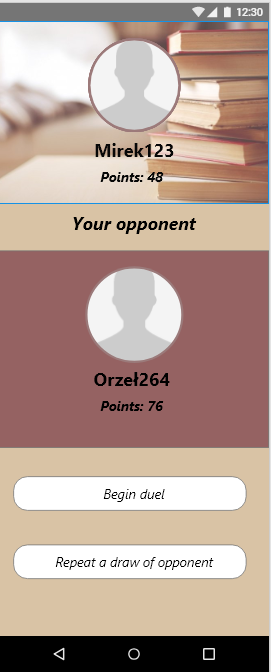 12:30
Mirek123
Points: 48
Your opponent
Orzeł264
Points: 76
Begin duel
Repeat a draw of opponent